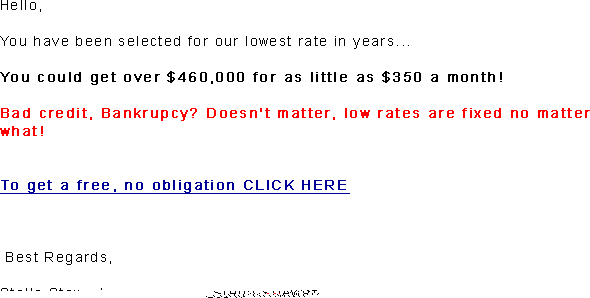 Hello,
You have been selected for our lowest rate in years...
You could get over $460,000 for as little as $350 a month!
Bad credit, Bankrupcy? Doesn't matter, low rates are fixed no matter
what!
To get a free, no obligation CLICK HERE
Best Regards,